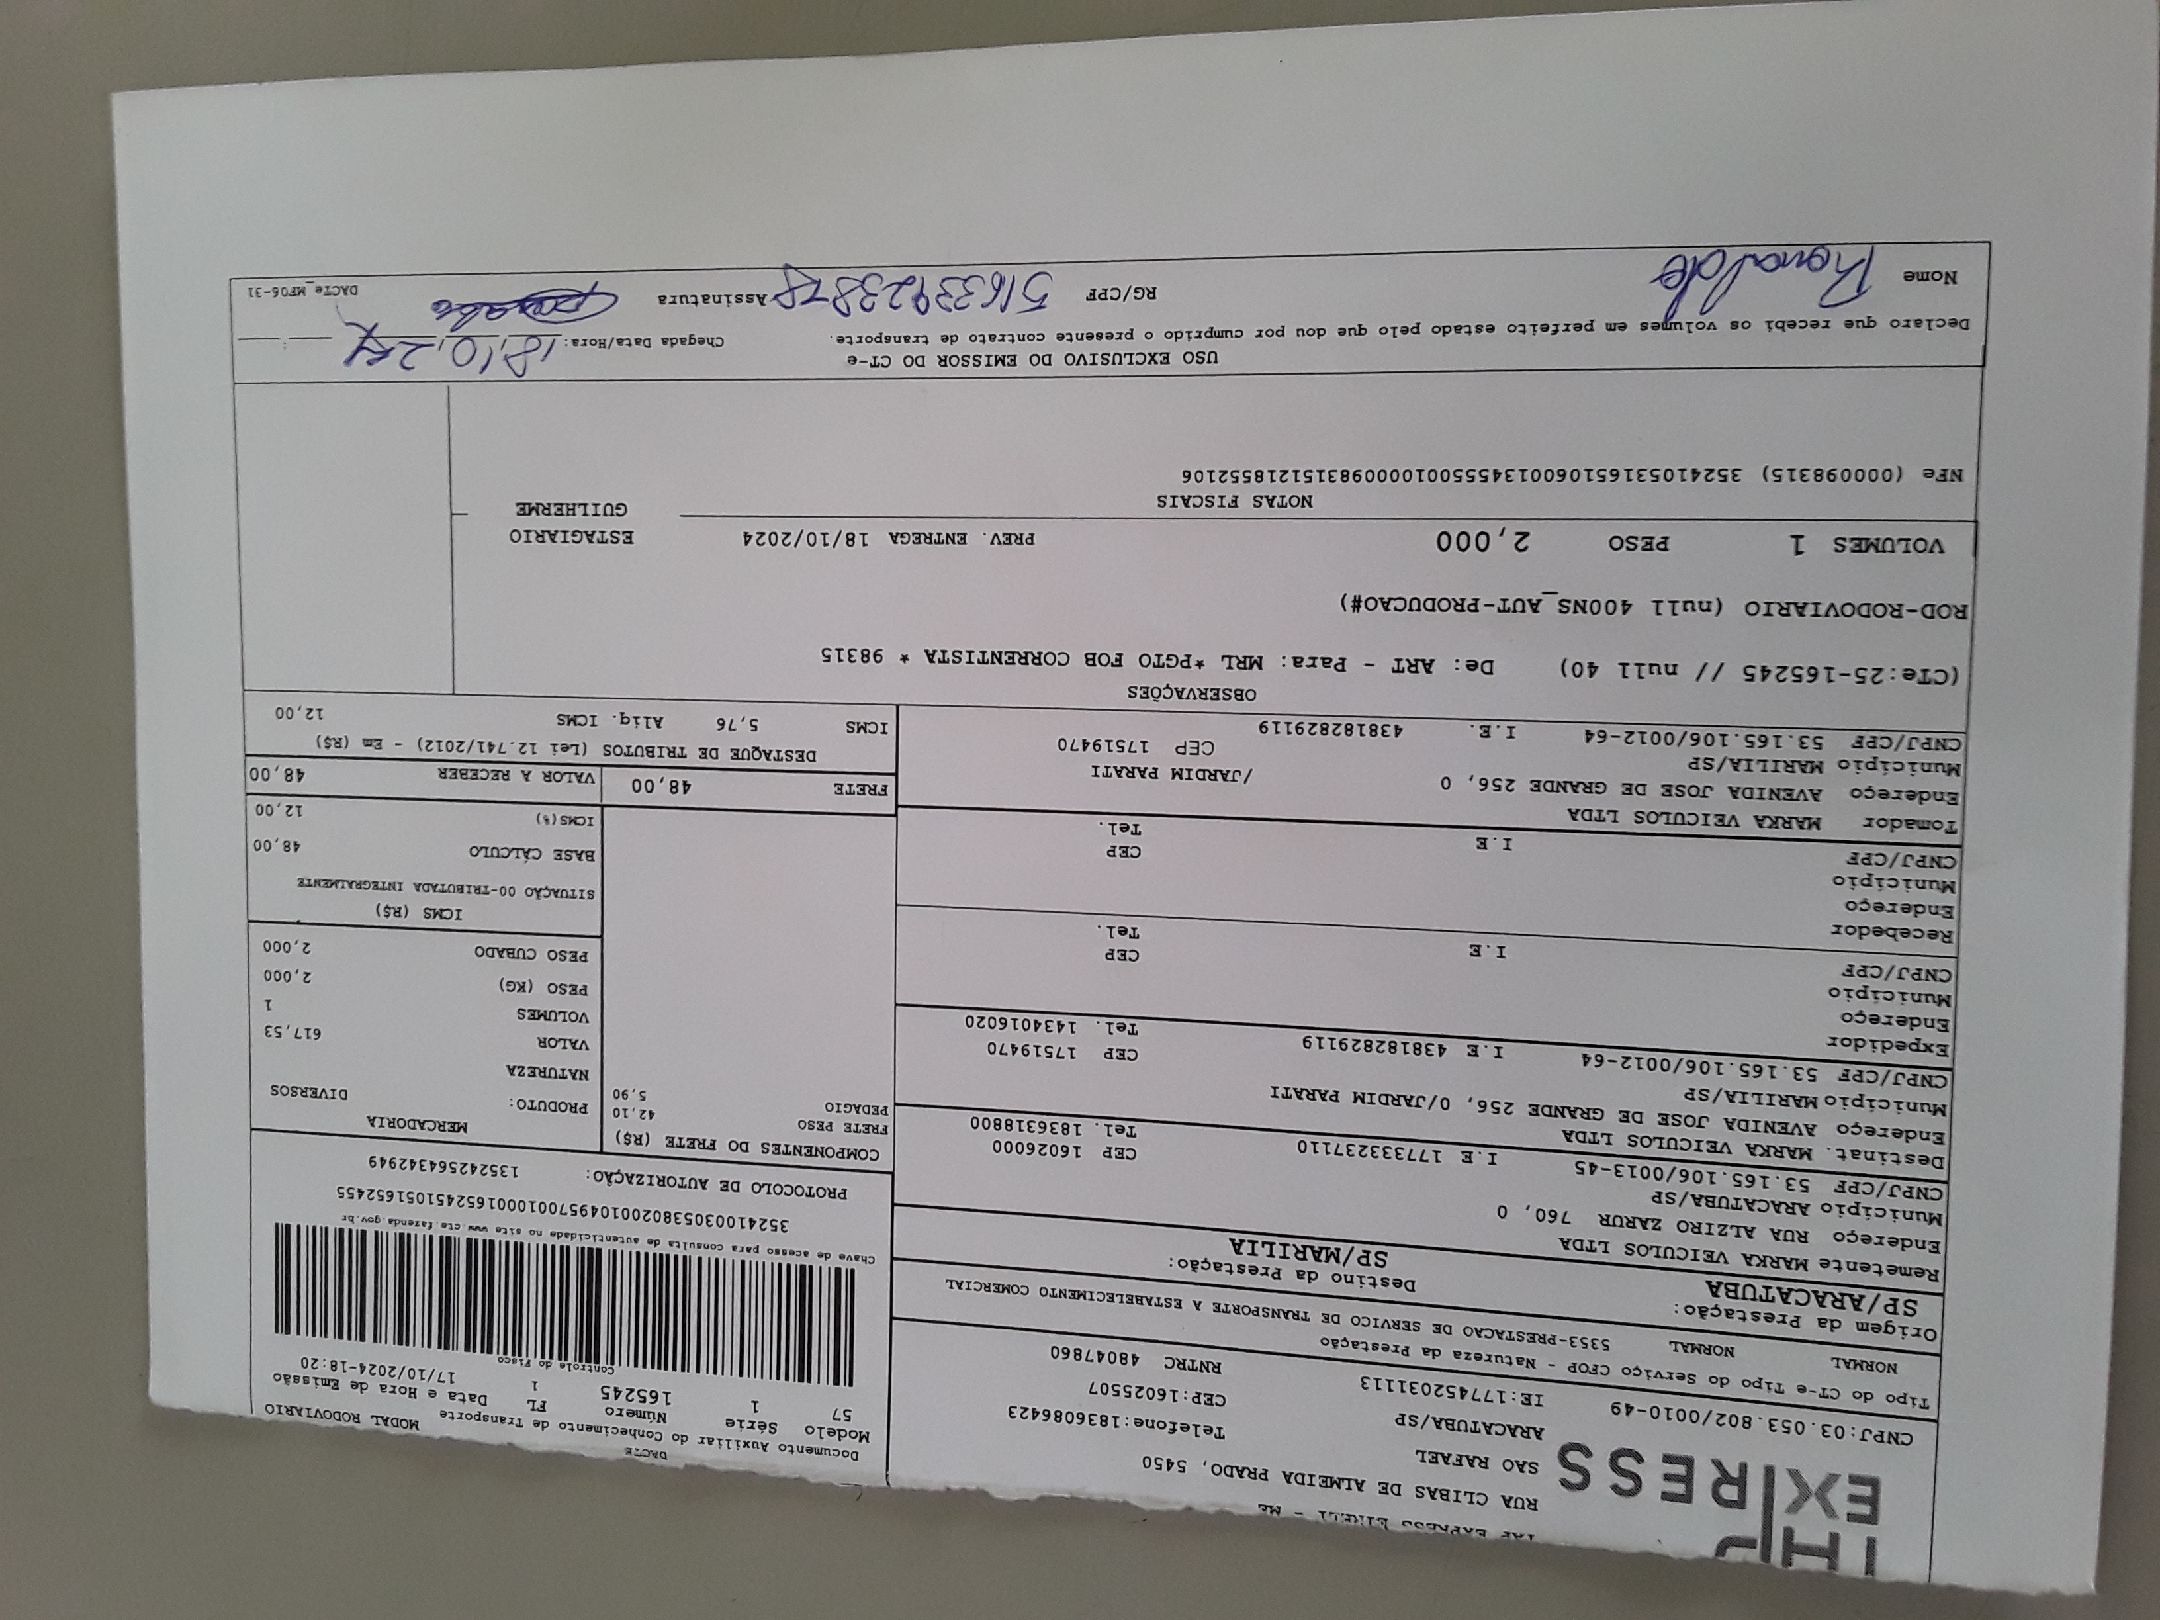 EXPRESS
RUA CLIBAS DE ALMEIDA PRADO, 5450
SAO RAFAEL
Telefone:1836086423
ARACATUBA/SP
CEP:16025507
CNPJ:03.053.802/0010-49
IE:177452031113
RNTRC 48047860
DACTE
Documento Auxiliar do Conhecimento de Transporte MODAL RODOVIARIO
Modelo Série Número FL Data e Hora de Emissão
57 1 165245 1 17/10/2024-18:20
Controle do Fisco
Chave de acesso para consulta de autenticidade no site www.cte.fazenda.gov.br
35241003053802001049570010001652451051652455
PROTOCOLO DE AUTORIZAÇÃO: 135242564342949
Tipo do CT-e Tipo do Serviço CFOP - Natureza da Prestação
NORMAL NORMAL 5353-PRESTACAO DE SERVICO DE TRANSPORTE A ESTABELECIMENTO COMERCIAL
Origem da Prestação: Destino da Prestação:
SP/ARACATUBA SP/MARILIA
Remetente MARKA VEICULOS LTDA
Endereço RUA ALZIRO ZARUR 760, 0
Município ARACATUBA/SP CEP 16026000
CNPJ/CPF 53.165.106/0013-45 I.E 177333237110 Tel. 1836318800
Destinat. MARKA VEICULOS LTDA
Endereço AVENIDA JOSE DE GRANDE 256, 0/JARDIM PARATI
Município MARILIA/SP CEP 17519470
CNPJ/CPF 53.165.106/0012-64 I.E 438182829119 Tel. 1434016020
Expedidor
Endereço
Município CEP
CNPJ/CPF I.E Tel.
Recebedor
Endereço
Município CEP
CNPJ/CPF I.E Tel.
Tomador MARKA VEICULOS LTDA
Endereço AVENIDA JOSE DE GRANDE 256, 0 /JARDIM PARATI
Município MARILIA/SP CEP 17519470
CNPJ/CPF 53.165.106/0012-64 I.E. 438182829119
COMPONENTES DO FRETE (R$)
FRETE PESO 42,10
PEDAGIO 5,90
MERCADORIA
PRODUTO: DIVERSOS
NATUREZA
VALOR 617,53
VOLUMES 1
PESO (KG) 2,000
PESO CUBADO 2,000
ICMS (R$)
SITUAÇÃO 00-TRIBUTADA INTEGRALMENTE
BASE CÁLCULO 48,00
ICMS(%) 12,00
FRETE 48,00 VALOR A RECEBER 48,00
DESTAQUE DE TRIBUTOS (Lei 12.741/2012) - Em (R$)
ICMS 5,76 Aliq. ICMS 12,00
OBSERVAÇÕES
(CTe:25-165245 // null 40) De: ART - Para: MRL *PGTO FOB CORRENTISTA * 98315
ROD-RODOVIARIO (null 400NS_AUT-PRODUCAO#)
VOLUMES 1 PESO 2,000 PREV. ENTREGA 18/10/2024 ESTAGIARIO
GUILHERME
NOTAS FISCAIS
NFe (000098315) 35241053165106001345550010000983151218552106
USO EXCLUSIVO DO EMISSOR DO CT-e
Declaro que recebi os volumes em perfeito estado pelo que dou por cumprido o presente contrato de transporte. Chegada Data/Hora: 18,10,24
Nome Ronaldo RG/CPF 51633923878 Assinatura
DACTe_MF06-31